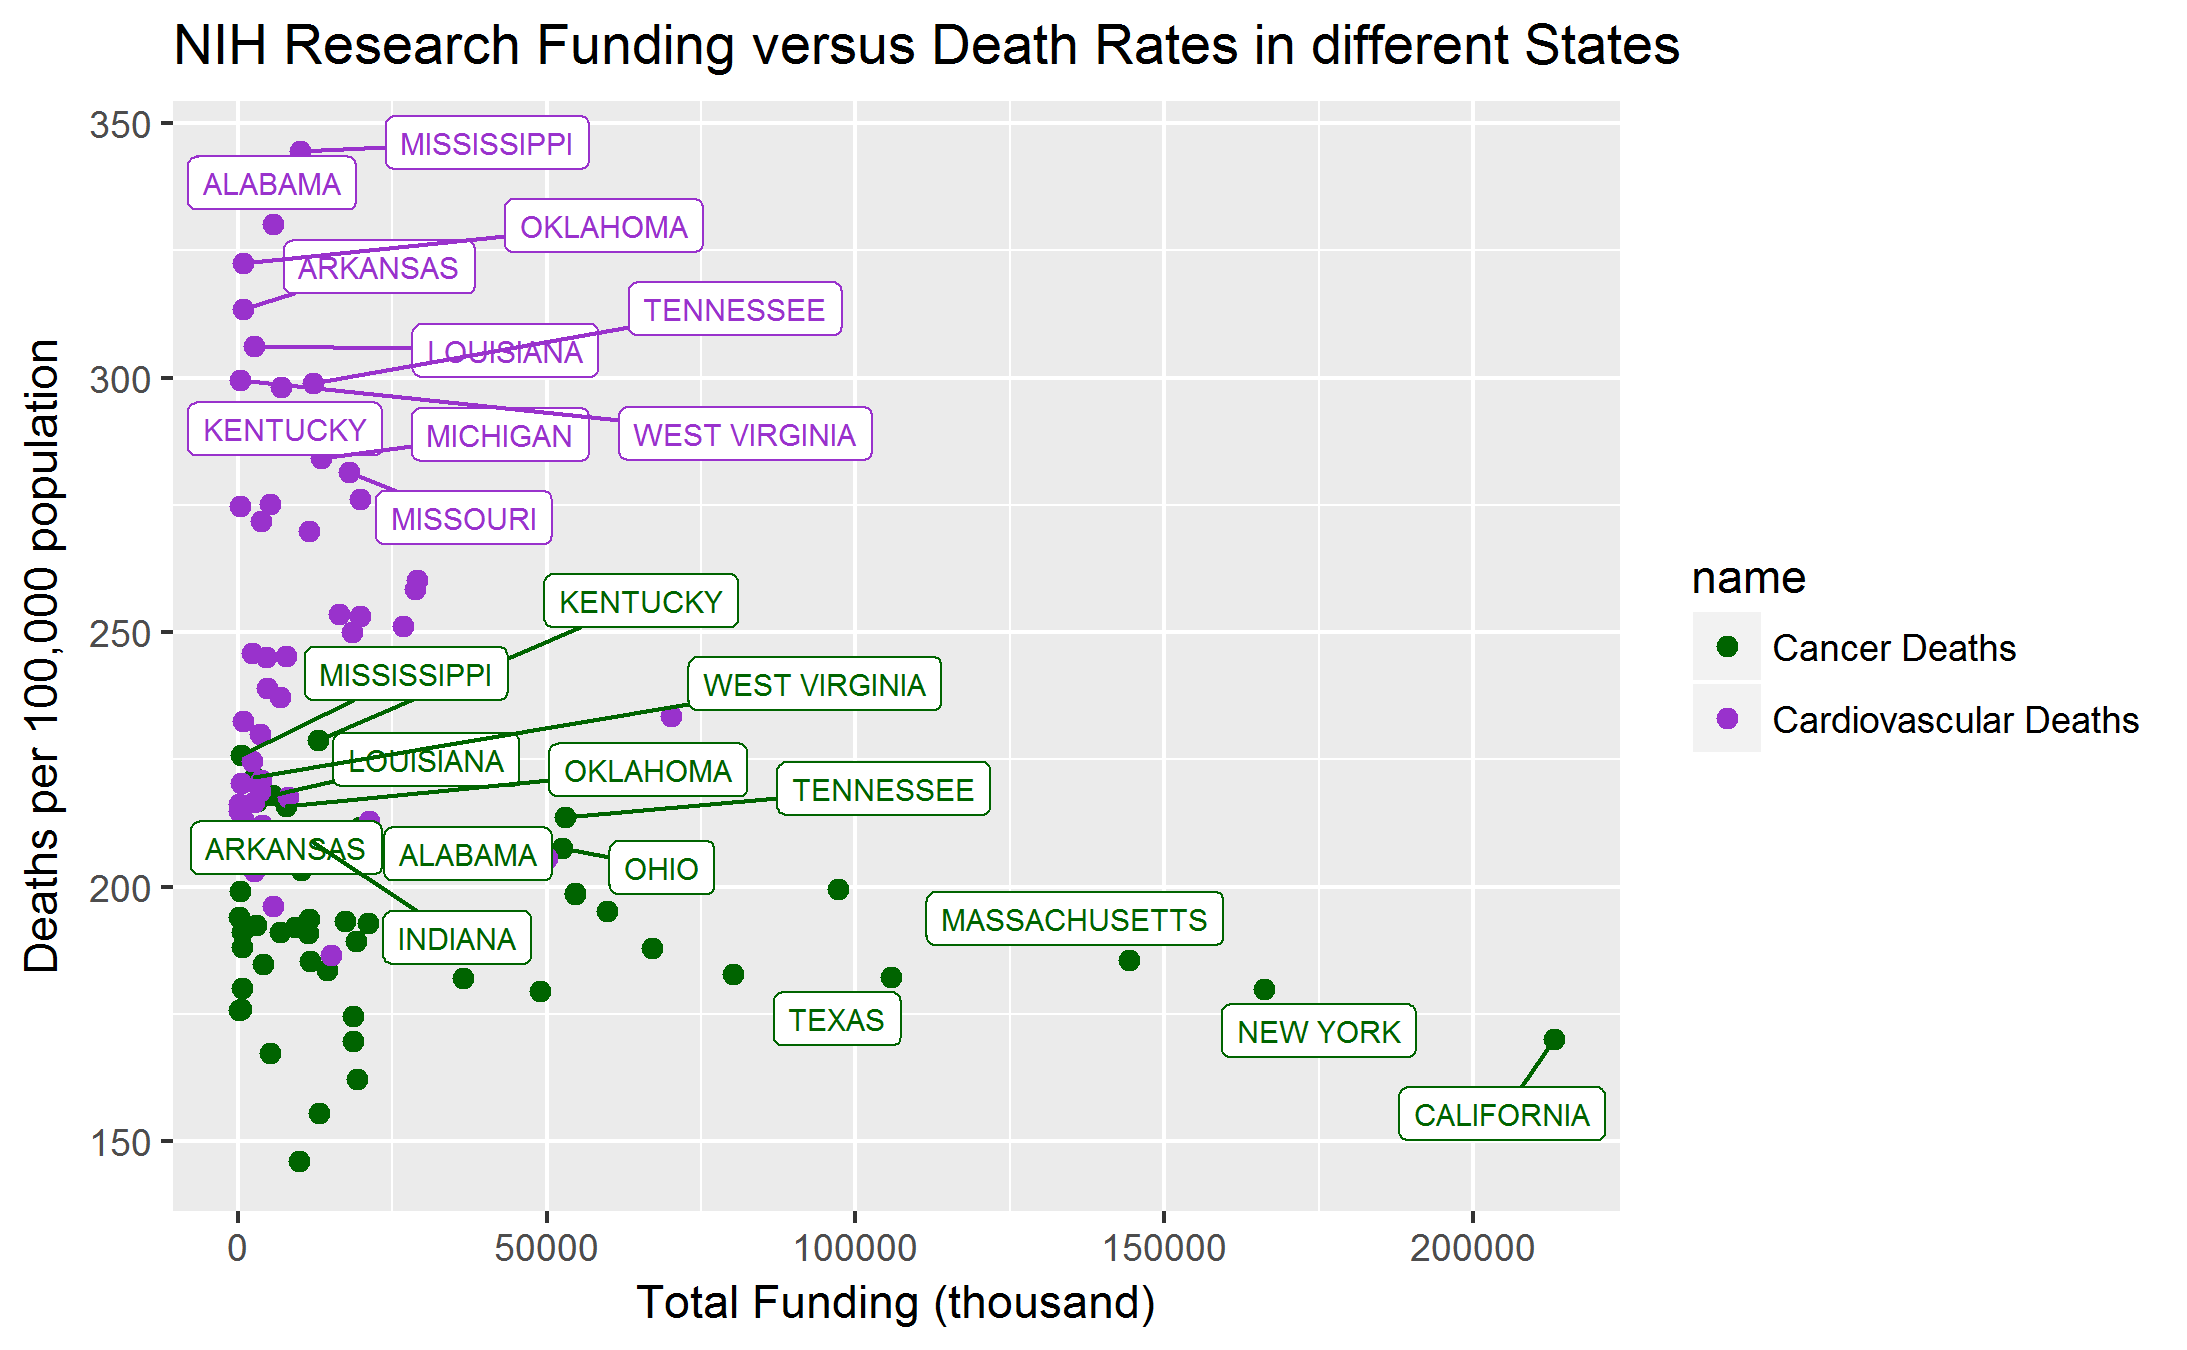 NIH Research Funding versus Death Rates in different States
350
300
250
200
150
Deaths per 100,000 population
MISSISSIPPI
ALABAMA
OKLAHOMA
ARKANSAS
TENNESSEE
LOUISIANA
KENTUCKY
MICHIGAN
WEST VIRGINIA
MISSOURI
KENTUCKY
MISSISSIPPI
WEST VIRGINIA
LOUISIANA
OKLAHOMA
TENNESSEE
ARKANSAS
ALABAMA
OHIO
MASSACHUSETTS
INDIANA
TEXAS
NEW YORK
CALIFORNIA
0
50000
100000
150000
200000
Total Funding (thousand)
name
Cancer Deaths
Cardiovascular Deaths